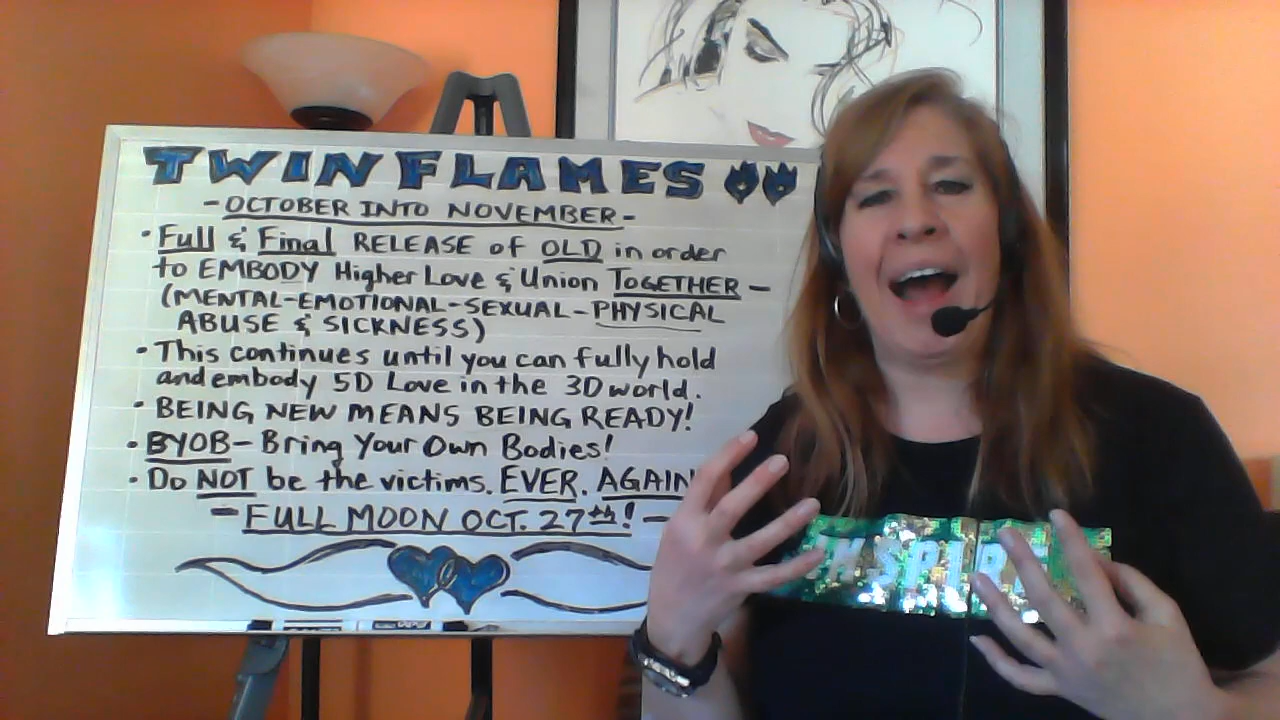 TWIN FLAMES
-OCTOBER INTO NOVEMBER-
• Full & Final RELEASE of OLD in order
to EMBODY Higher Love & Union TOGETHER -
(MENTAL-EMOTIONAL-SEXUAL-PHYSICAL
ABUSE & SICKNESS)
• This continues until you can fully hold
and embody 5D Love in the 3D world.
• BEING NEW MEANS BEING READY!
• BYOB - Bring Your Own Bodies!
• Do NOT be the victims. EVER. AGAIN
- FULL MOON OCT. 27th! -
INSPIRE